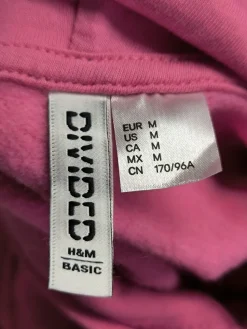 DIVIDED
H&M
BASIC
EUR M
US M
CA M
MX M
CN 170/96A